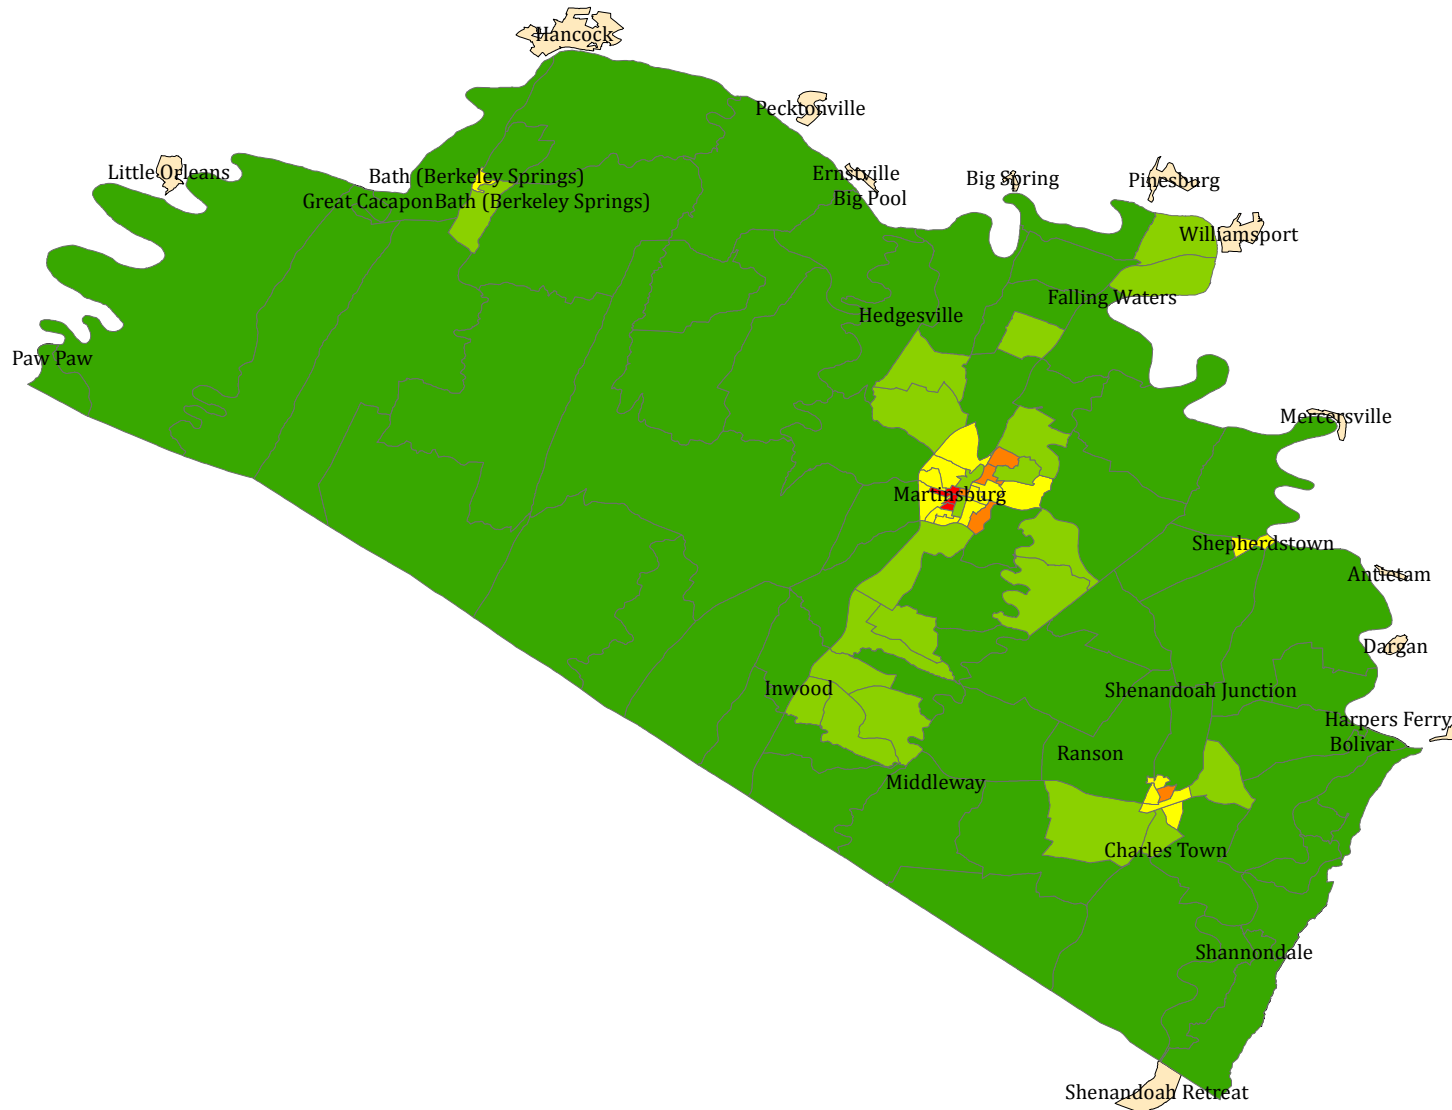 Hancock
Pecktonville
Little Orleans
Bath (Berkeley Springs)
Ernstville
Big Spring
Pinesburg
Great Cacapon
Bath (Berkeley Springs)
Big Pool
Williamsport
Falling Waters
Hedgesville
Paw Paw
Mercersville
Martinsburg
Shepherdstown
Antietam
Dargan
Inwood
Shenandoah Junction
Harpers Ferry
Bolivar
Ranson
Middleway
Charles Town
Shannondale
Shenandoah Retreat